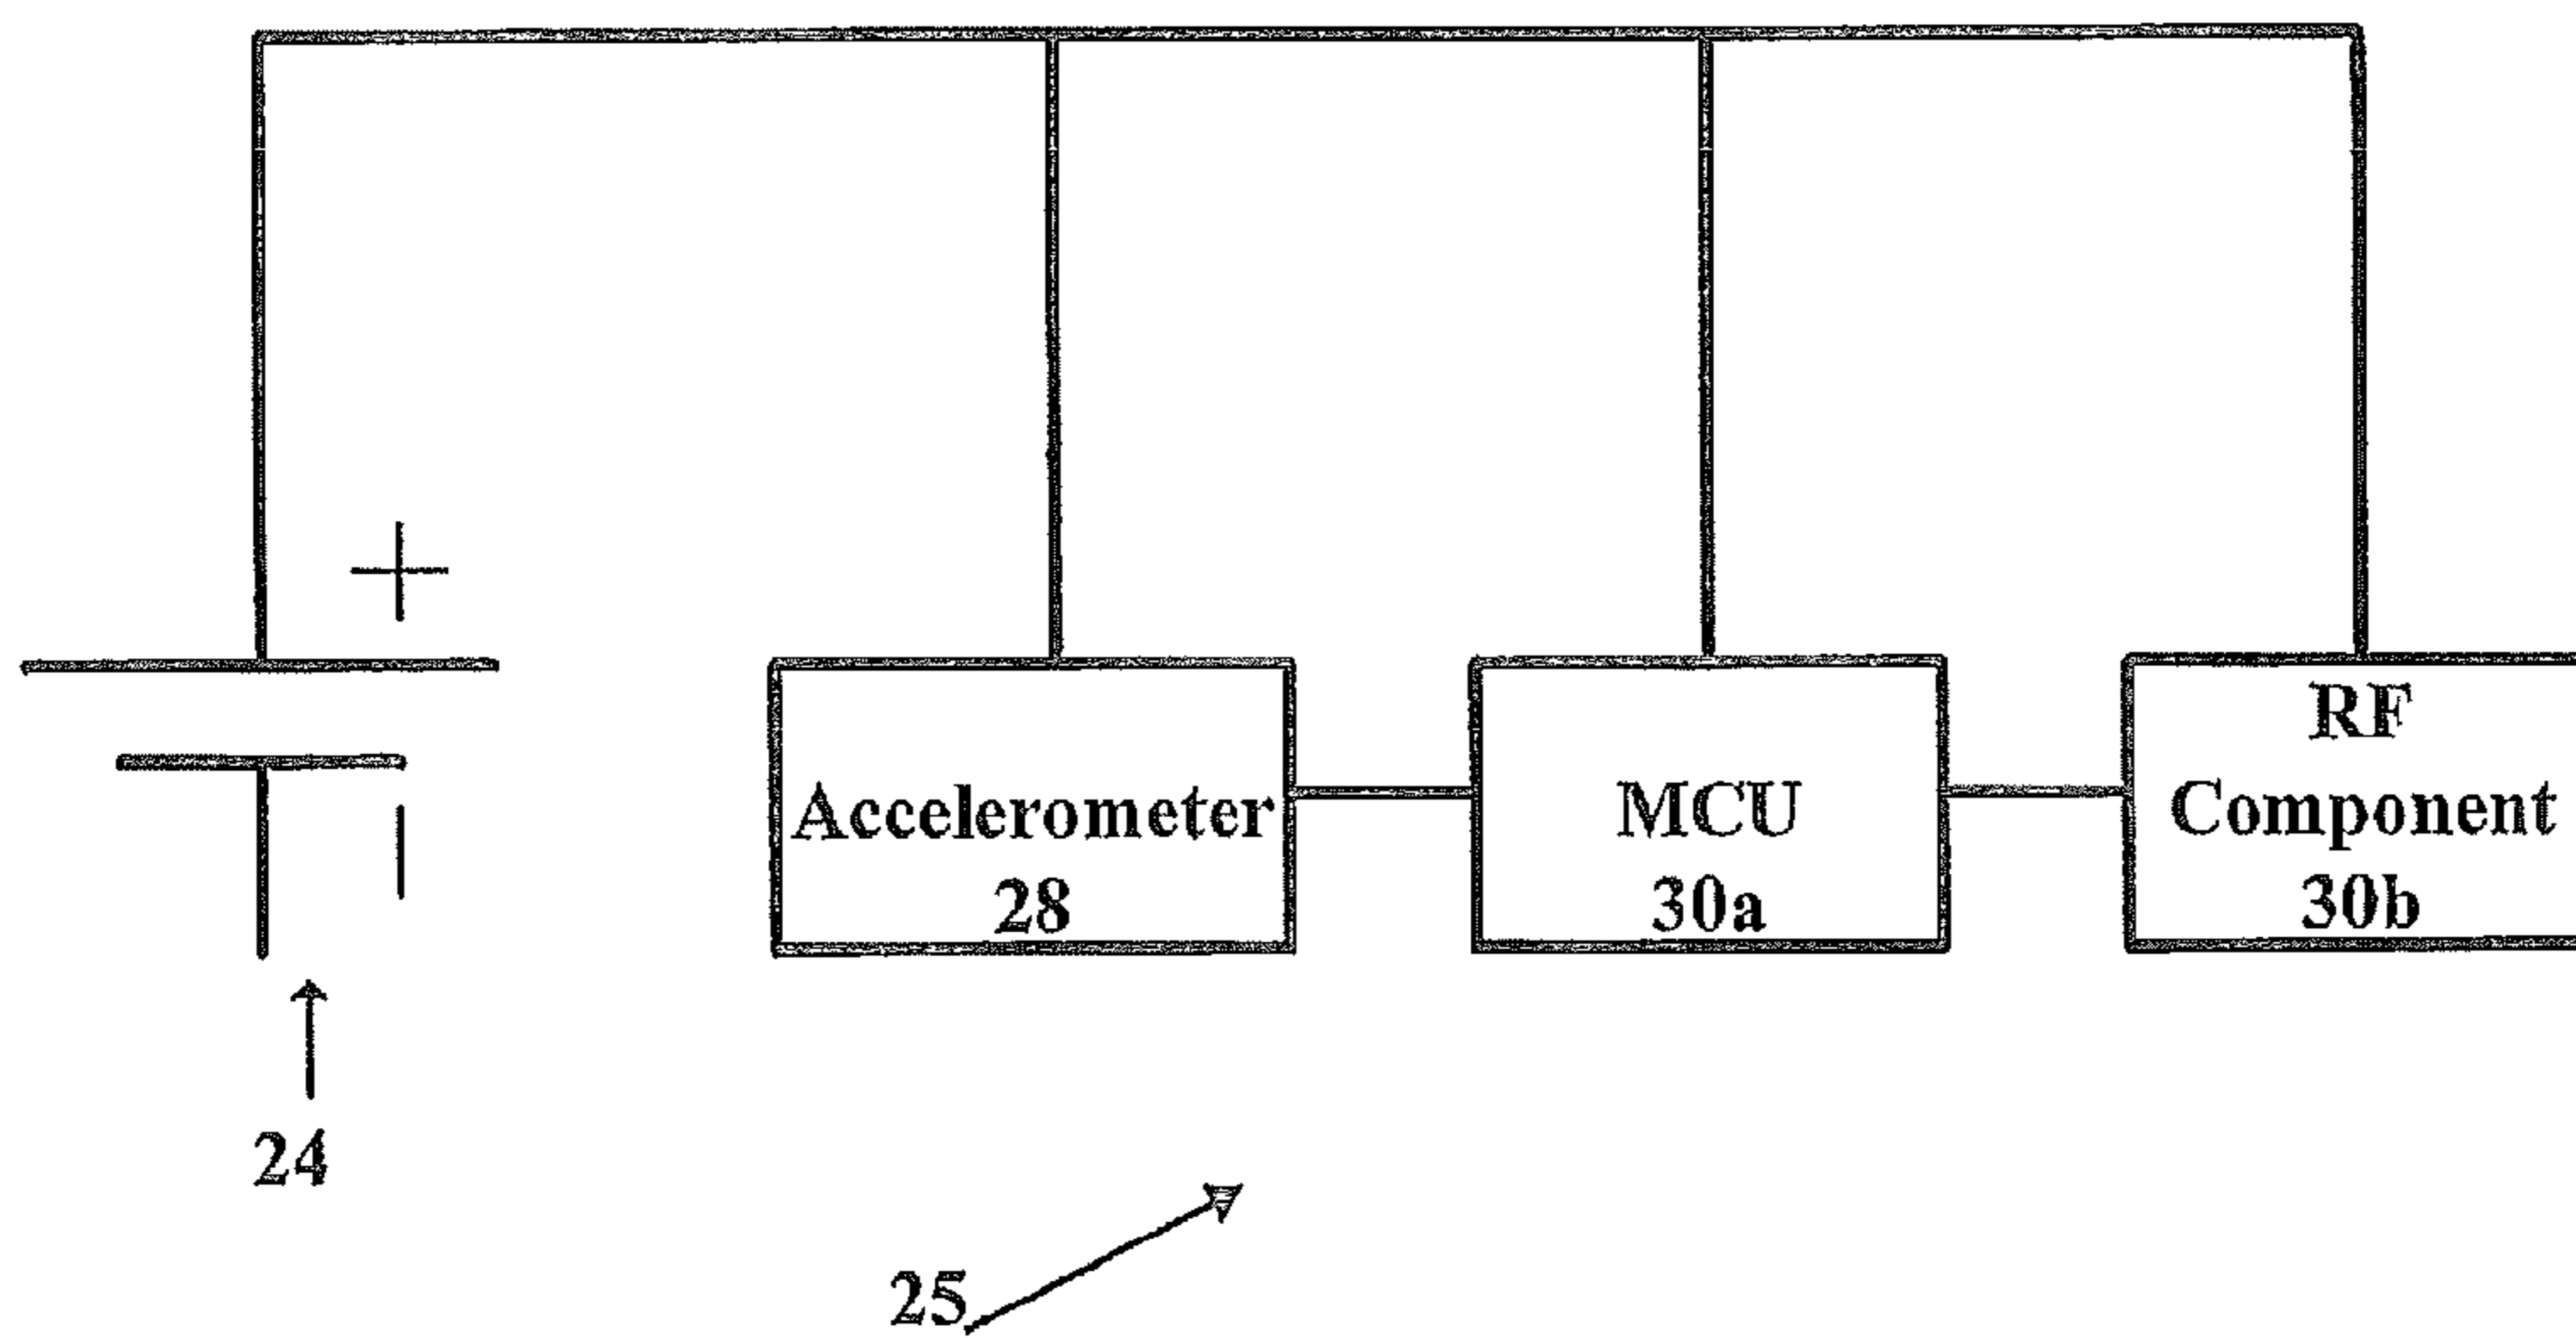 +
Accelerometer
28
MCU
30a
RF
Component
30b
24
25